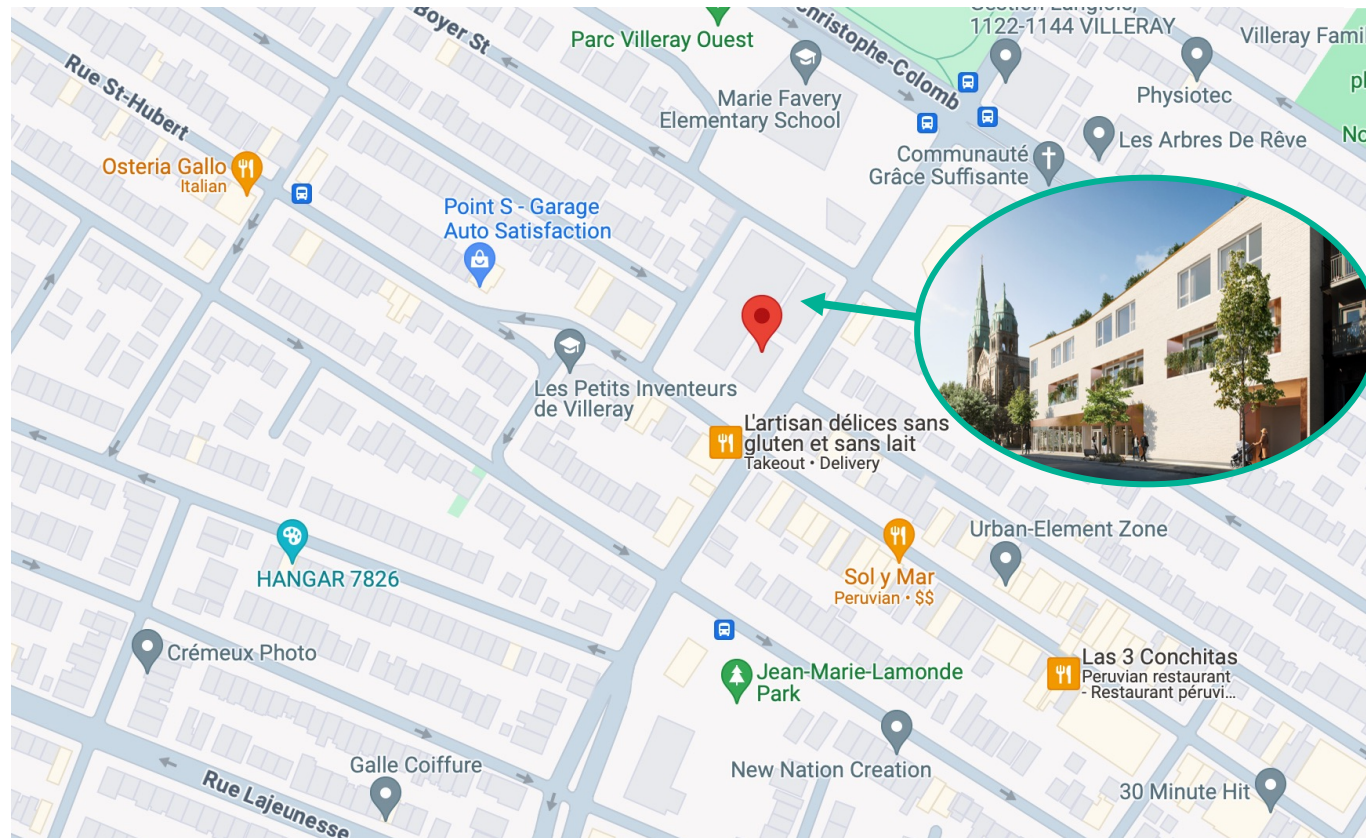 Section Langlois,
1122-1144 VILLERAY
Boyer St
Parc Villeray Ouest
Christophe-Colomb
Villeray Fami
Rue St-Hubert
Marie Favery
Elementary School
Physiotec
pl
Osteria Gallo
Italian
Communauté
Grâce Suffisante
Les Arbres De Rêve
No
Point S - Garage
Auto Satisfaction
Les Petits Inventeurs
de Villeray
L'artisan délices sans
gluten et sans lait
Takeout • Delivery
Urban-Element Zone
HANGAR 7826
Sol y Mar
Peruvian • $$
Crémeux Photo
Jean-Marie-Lamonde
Park
Las 3 Conchitas
Peruvian restaurant
- Restaurant péruvi...
Galle Coiffure
New Nation Creation
Rue Lajeunesse
30 Minute Hit